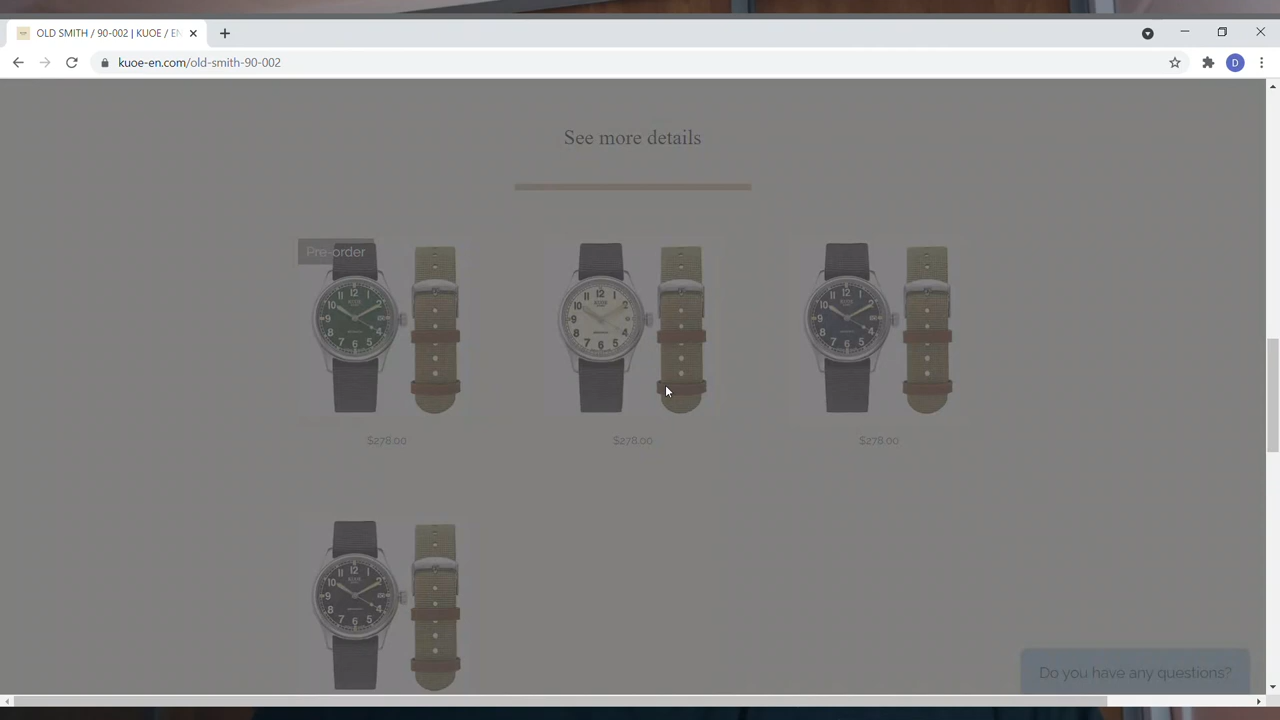 OLD SMITH / 90-002 | KUOE / EN
kuoe-en.com/old-smith-90-002
D
See more details
Pre-order
$278.00
$278.00
$278.00
Do you have any questions?